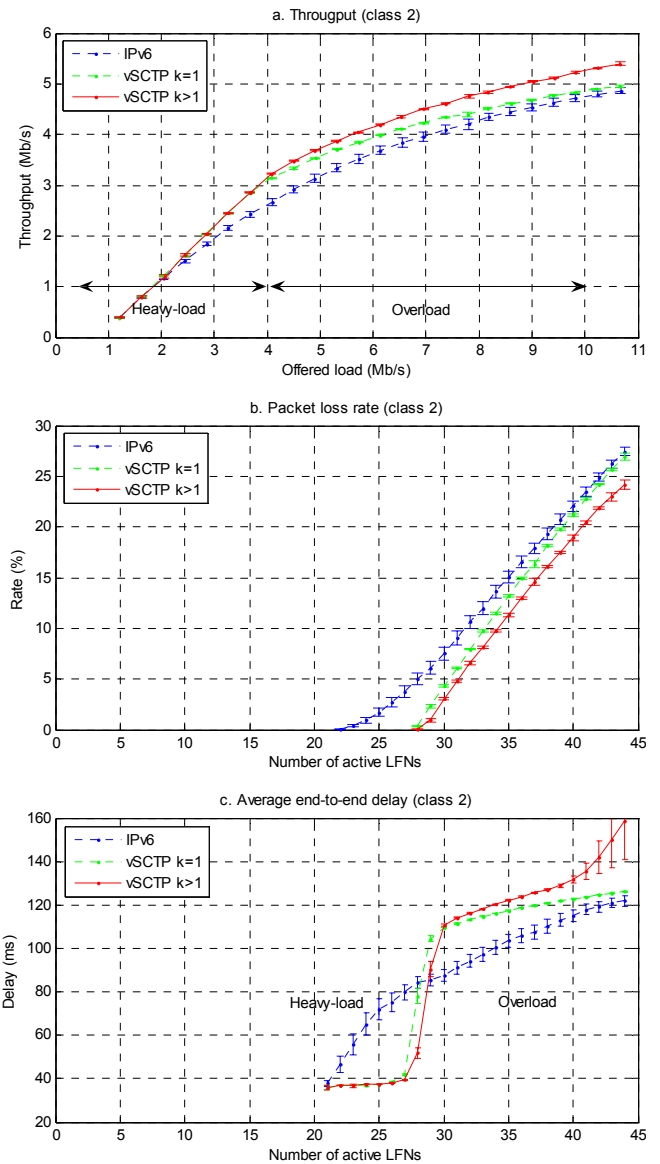 a. Througput (class 2)
6
5
4
3
2
1
0
Throughput (Mb/s)
IPv6
vSCTP k=1
vSCTP k>1
Heavy-load
Overload
0 1 2 3 4 5 6 7 8 9 10 11
Offered load (Mb/s)
b. Packet loss rate (class 2)
30
25
20
15
10
5
0
Rate (%)
IPv6
vSCTP k=1
vSCTP k>1
0 5 10 15 20 25 30 35 40 45
Number of active LFNs
c. Average end-to-end delay (class 2)
160
140
120
100
80
60
40
20
Delay (ms)
IPv6
vSCTP k=1
vSCTP k>1
Heavy-load
Overload
0 5 10 15 20 25 30 35 40 45
Number of active LFNs